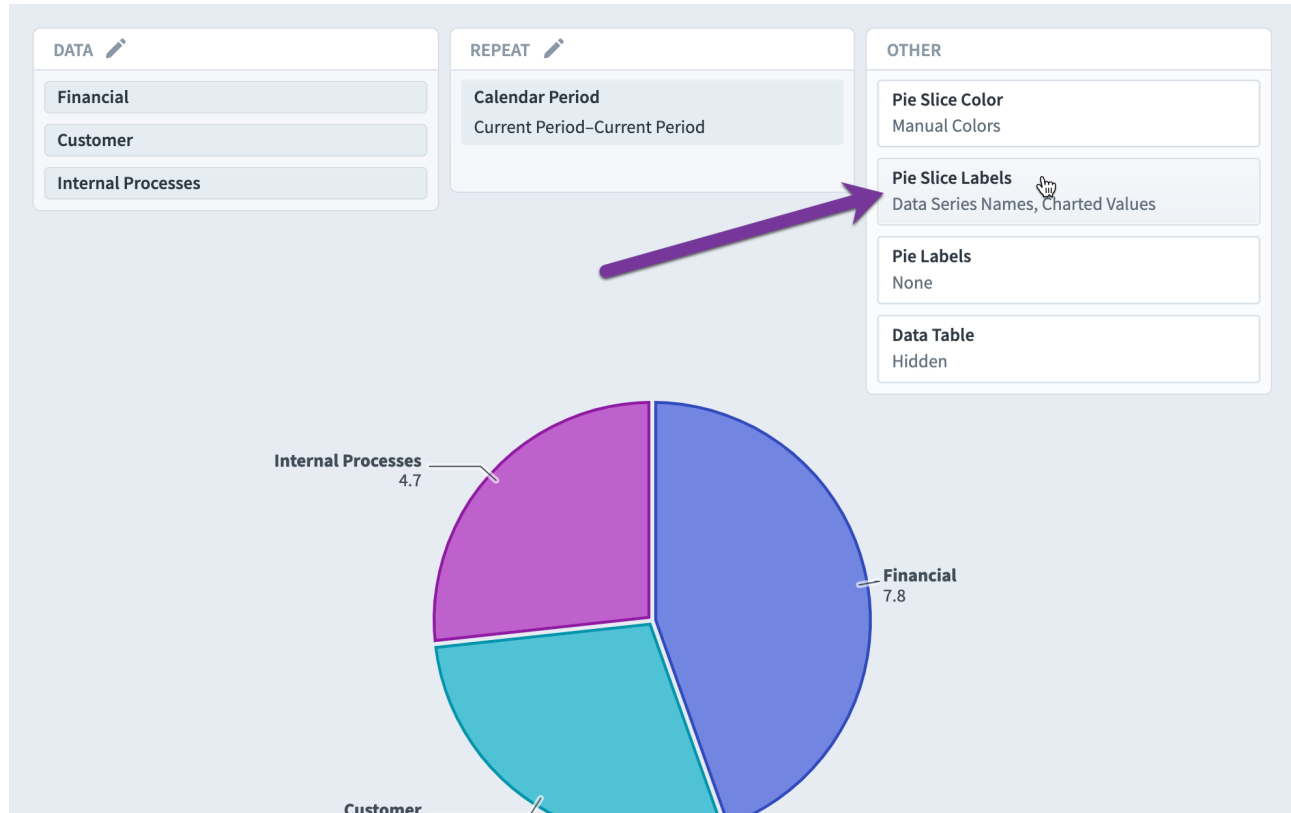 DATA
Financial
Customer
Internal Processes
REPEAT
Calendar Period
Current Period–Current Period
OTHER
Pie Slice Color
Manual Colors
Pie Slice Labels
Data Series Names, Charted Values
Pie Labels
None
Data Table
Hidden
Internal Processes
4.7
Financial
7.8
Customer